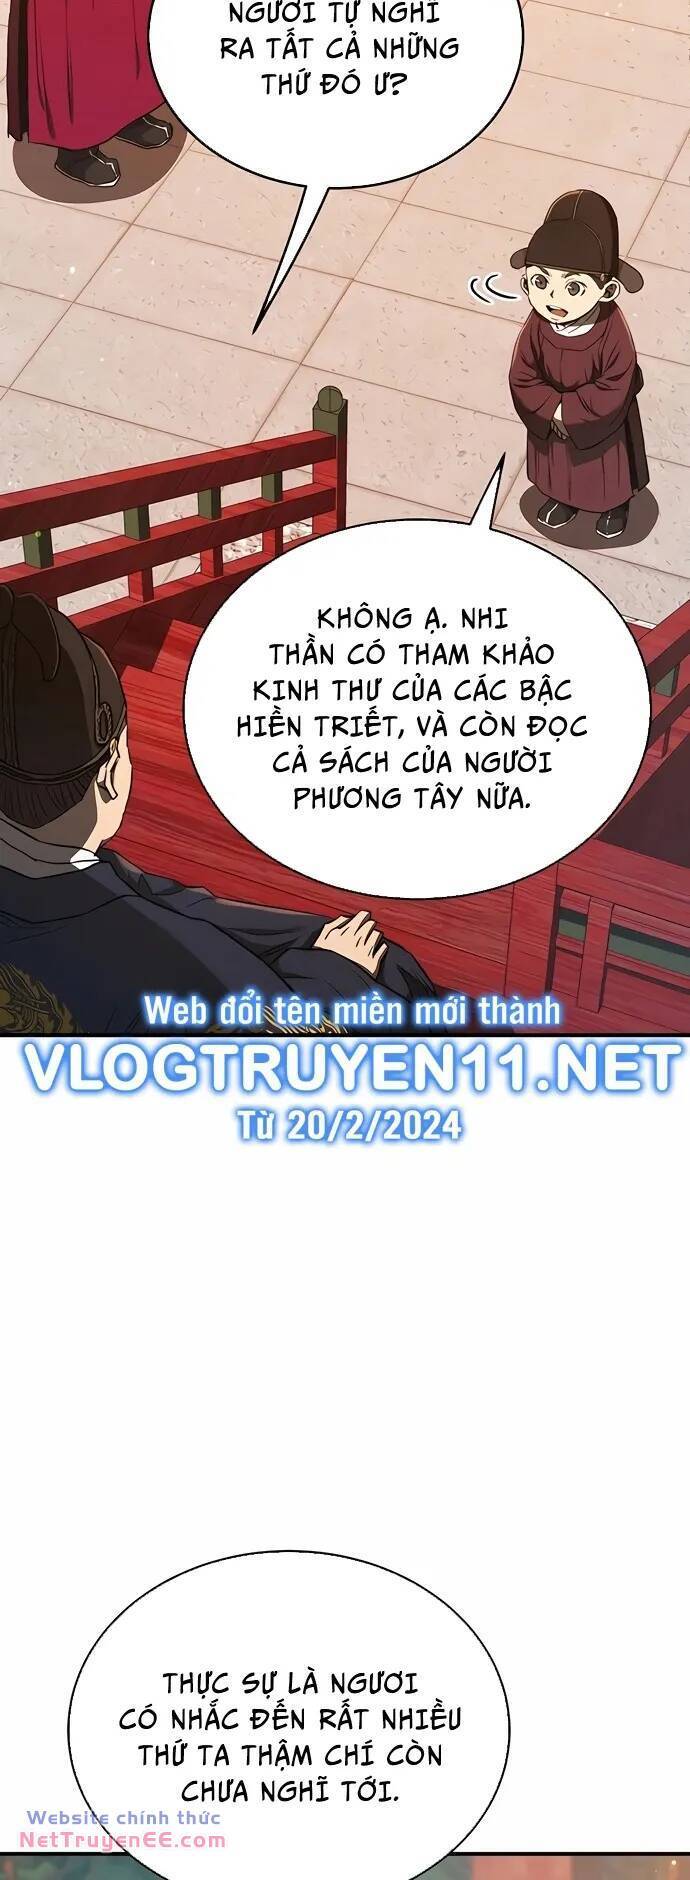 NGƯƠI TỰ NGHĨ
RA TẤT CẢ NHỮNG
THỨ ĐÓ Ư?
KHÔNG Ạ. NHI
THẦN CÓ THAM KHẢO
KINH THƯ CỦA CÁC BẬC
HIỀN TRIẾT, VÀ CÒN ĐỌC
CẢ SÁCH CỦA NGƯỜI
PHƯƠNG TÂY NỮA.
Web đổi tên miền mới thành
VLOGTRUYEN11.NET
Từ 20/2/2024
THỰC SỰ LÀ NGƯƠI
CÓ NHẮC ĐẾN RẤT NHIỀU
THỨ TA THẬM CHÍ CÒN
CHƯA NGHĨ TỚI.
Website chính thức
NetTruyenEE.com